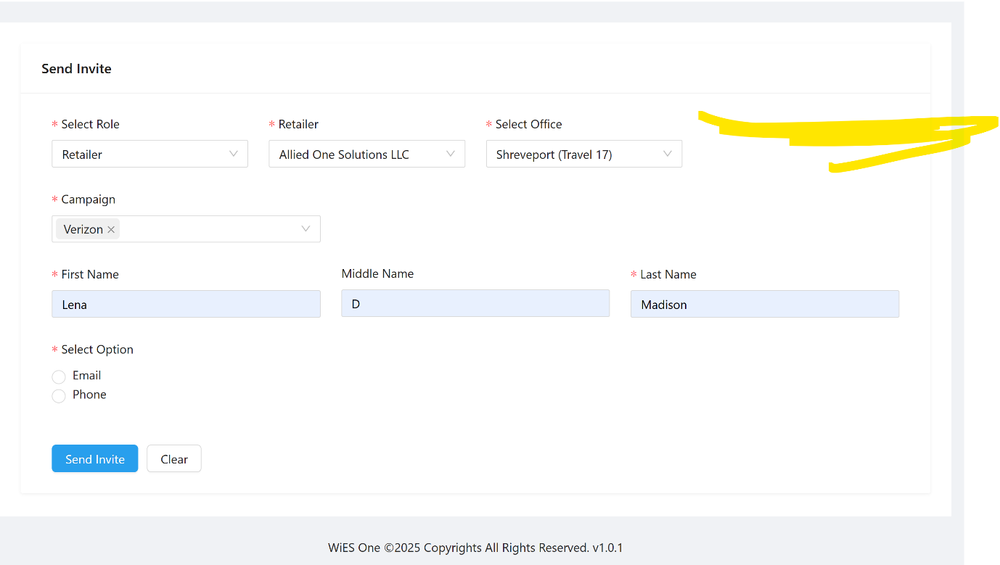 Send Invite
* Select Role * Retailer * Select Office
Retailer Allied One Solutions LLC Shreveport (Travel 17)
* Campaign
Verizon
* First Name Middle Name * Last Name
Lena D Madison
* Select Option
Email
Phone
Send Invite Clear
WiES One ©2025 Copyrights All Rights Reserved. v1.0.1